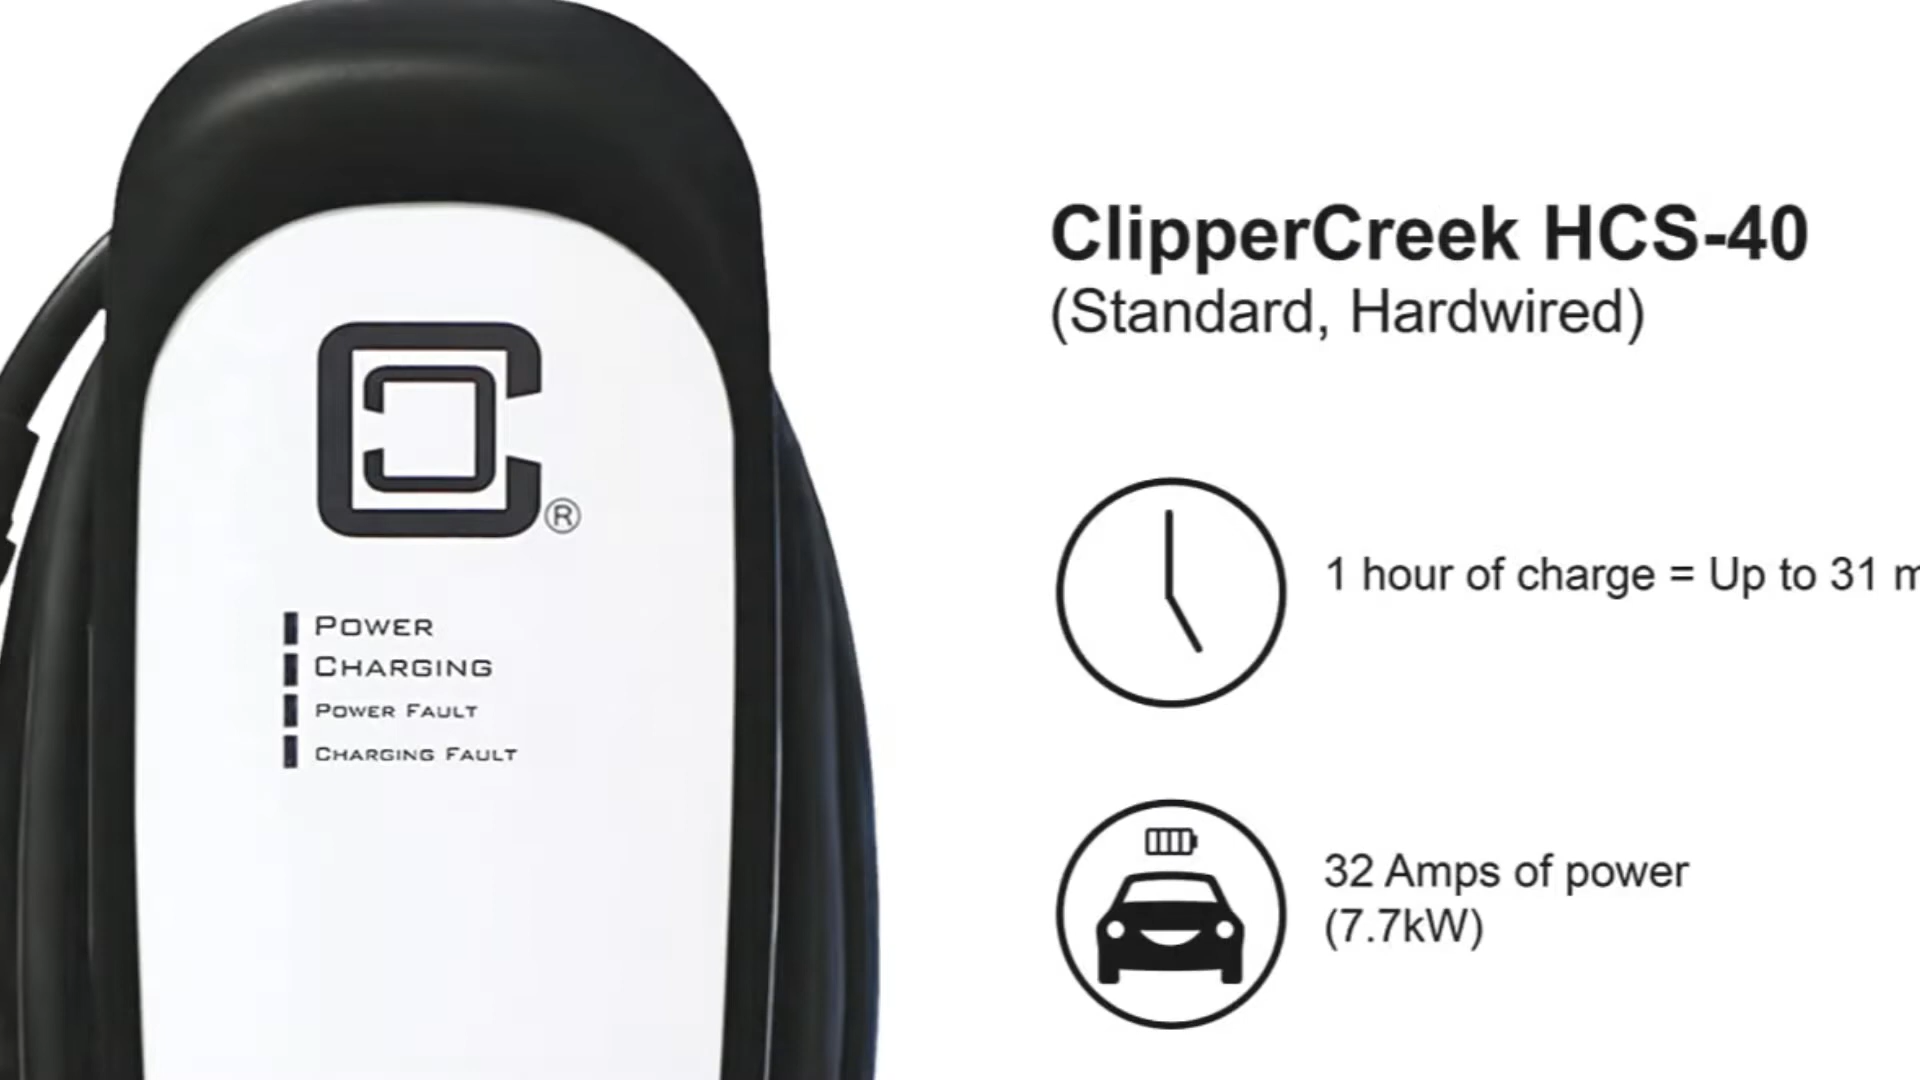 ClipperCreek HCS-40
(Standard, Hardwired)
®
POWER
CHARGING
POWER FAULT
CHARGING FAULT
1 hour of charge = Up to 31 m
32 Amps of power
(7.7kW)